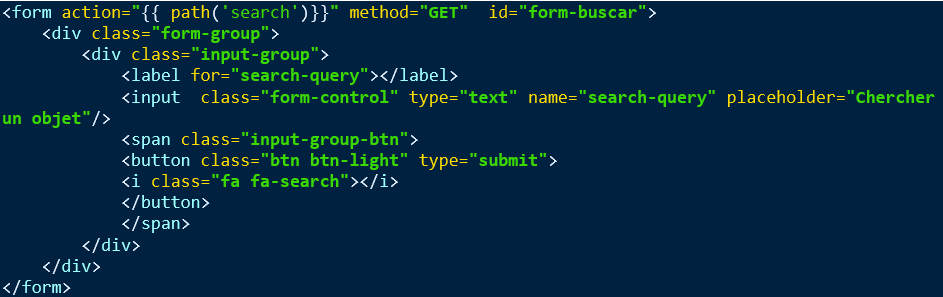 <form action="{{ path('search')}}" method="GET"  id="form-buscar">
    <div class="form-group">
        <div class="input-group">
            <label for="search-query"></label>
            <input  class="form-control" type="text" name="search-query" placeholder="Chercher
un objet"/>
            <span class="input-group-btn">
            <button class="btn btn-light" type="submit">
            <i class="fa fa-search"></i>
            </button>
            </span>
        </div>
    </div>
</form>